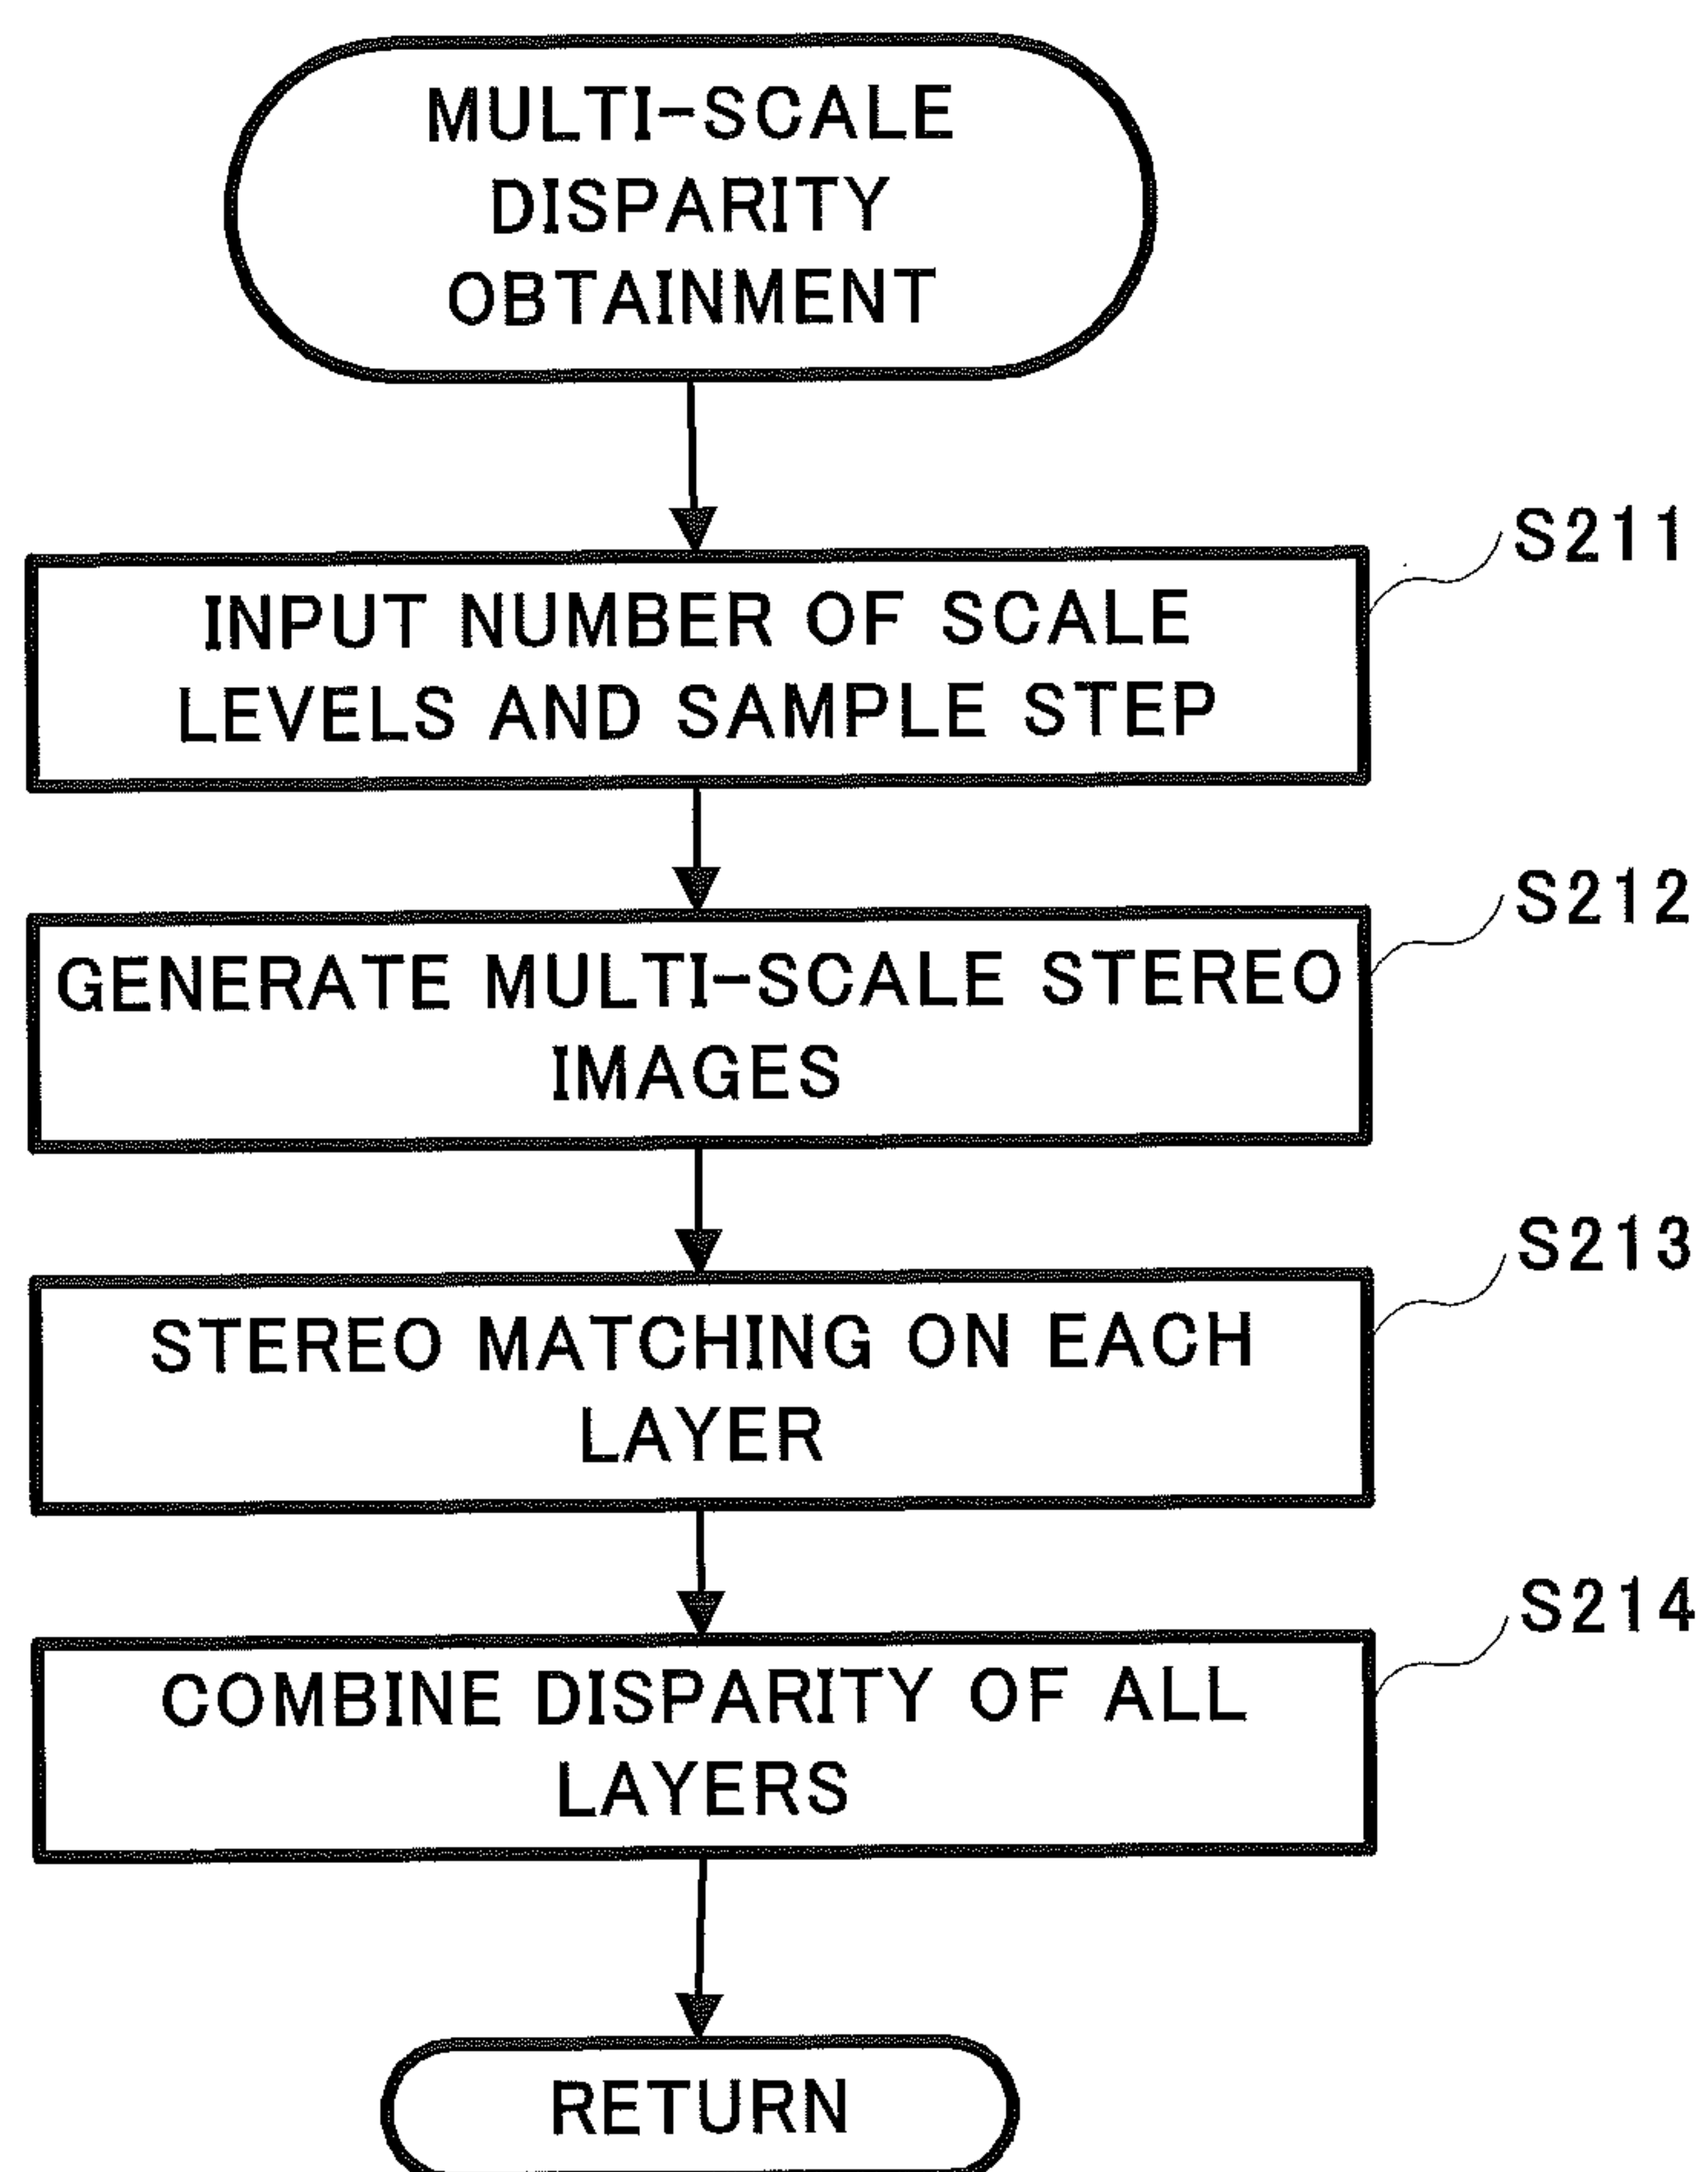 MULTI-SCALE
DISPARITY
OBTAINMENT
S211
INPUT NUMBER OF SCALE
LEVELS AND SAMPLE STEP
S212
GENERATE MULTI-SCALE STEREO
IMAGES
S213
STEREO MATCHING ON EACH
LAYER
S214
COMBINE DISPARITY OF ALL
LAYERS
RETURN